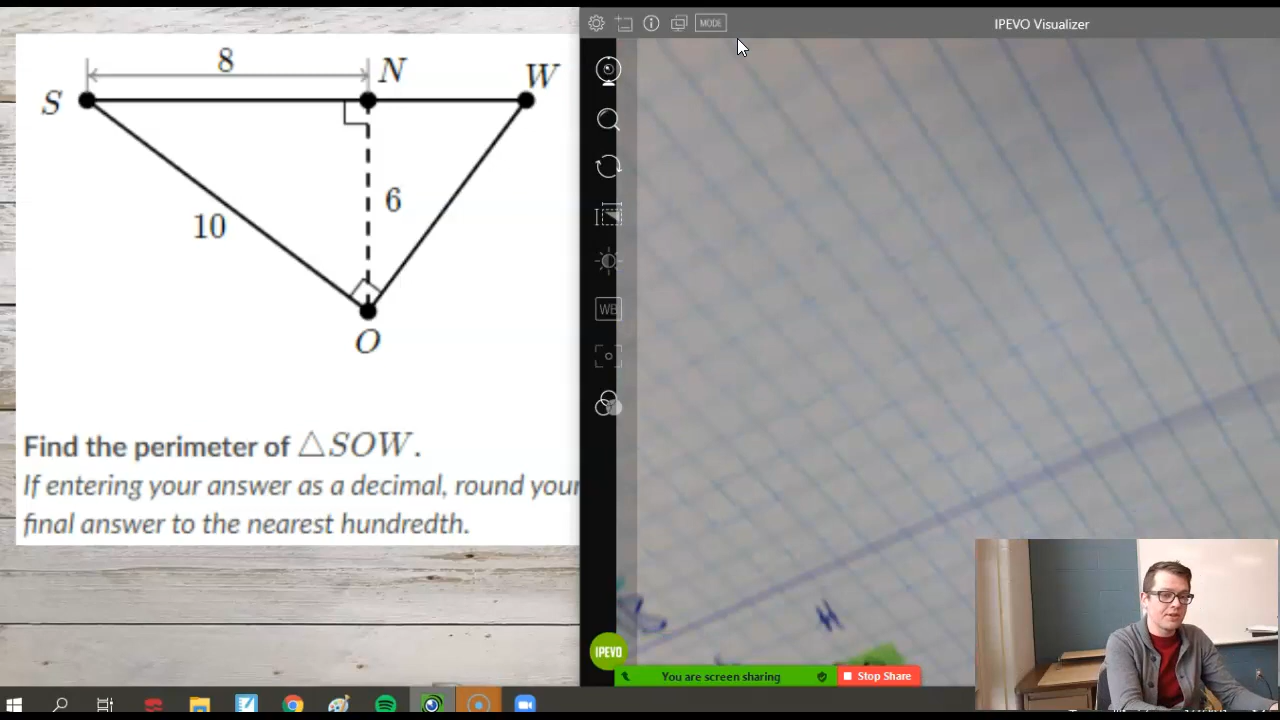 IPEVO Visualizer
MODE
8
N
W
S
10
6
O
WB
Find the perimeter of △SOW.
If entering your answer as a decimal, round your
final answer to the nearest hundredth.
H
IPEVO
You are screen sharing
Stop Share